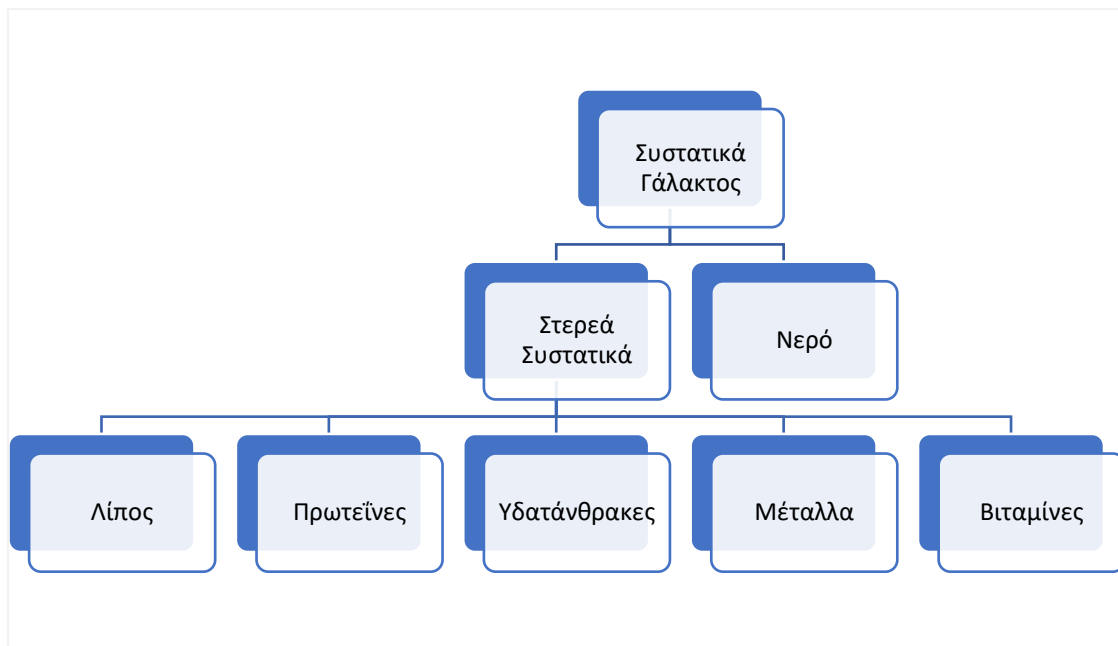 Συστατικά
Γάλακτος
Στερεά
Συστατικά
Νερό
Λίπος
Πρωτεΐνες
Υδατάνθρακες
Μέταλλα
Βιταμίνες